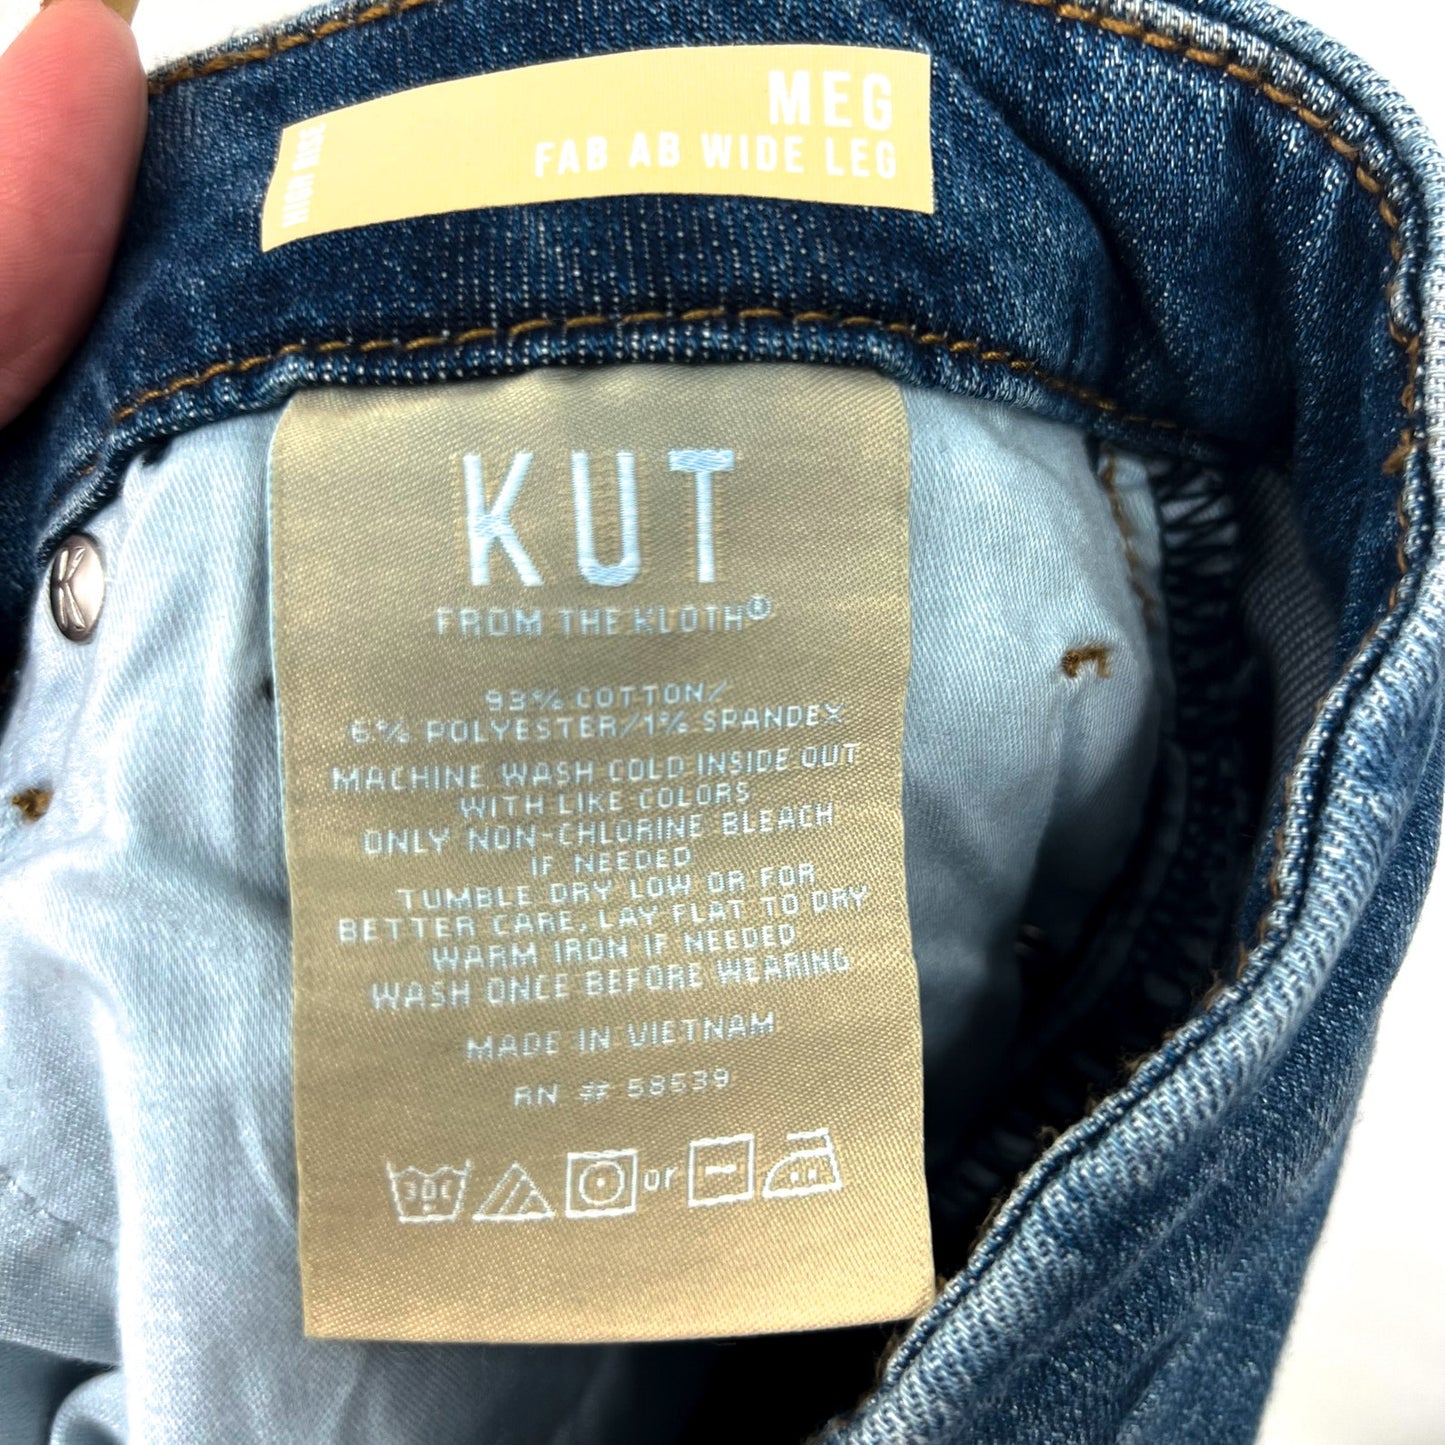 HIGH RISE
MEG
FAB AB WIDE LEG
K
KUT
FROM THE KLOTH®
93% COTTON/
6% POLYESTER/1% SPANDEX
MACHINE WASH COLD INSIDE OUT
WITH LIKE COLORS
ONLY NON-CHLORINE BLEACH
IF NEEDED
TUMBLE DRY LOW OR FOR
BETTER CARE, LAY FLAT TO DRY
WARM IRON IF NEEDED
WASH ONCE BEFORE WEARING
MADE IN VIETNAM
RN # 58539
30C or